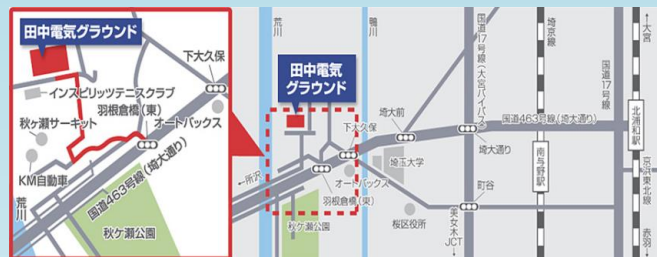 田中電気グラウンド
インスピリッツテニスクラブ
下大久保
羽根倉橋(東)
オートバックス
秋ヶ瀬サーキット
KM自動車
国道463号線(埼大通り)
荒川
秋ヶ瀬公園
荒川
鴨川
国道17号線(大宮バイパス)
埼京線
国道17号線
↑大宮
田中電気
グラウンド
下大久保
埼大前
国道463号線(埼大通り)
北浦和駅
埼大通り
埼玉大学
南与野駅
←所沢
オートバックス
羽根倉橋(東)
町谷
京浜東北線
秋ヶ瀬公園
桜区役所
美女木JCT
↓
赤羽
↓